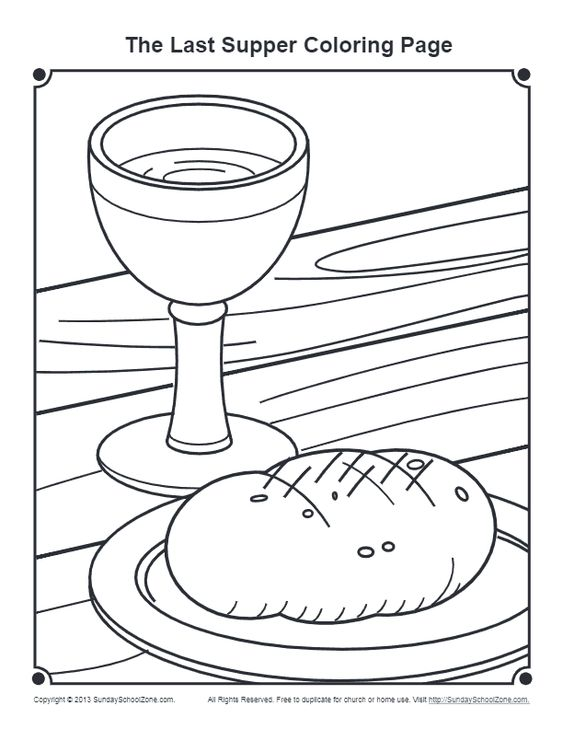 The Last Supper Coloring Page
Copyright © 2013 SundaySchoolZone.com. All Rights Reserved. Free to duplicate for church or home use. Visit http://SundaySchoolZone.com.